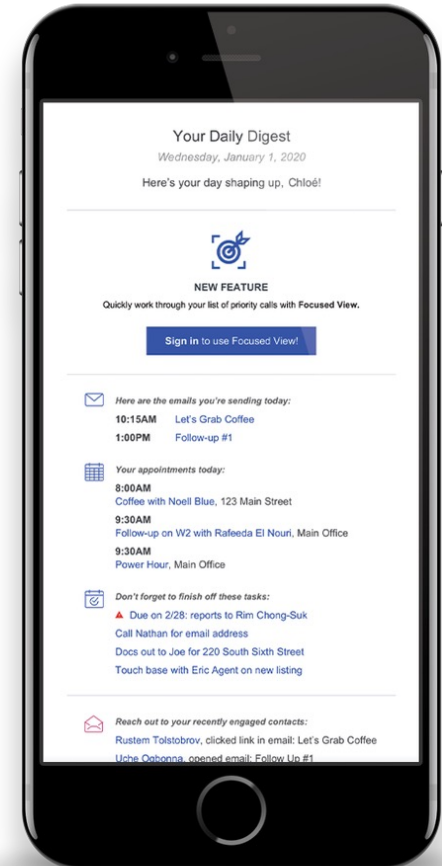 Your Daily Digest
Wednesday, January 1, 2020
Here's your day shaping up, Chloé!
NEW FEATURE
Quickly work through your list of priority calls with Focused View.
Sign in to use Focused View!
Here are the emails you're sending today:
10:15AM Let's Grab Coffee
1:00PM Follow-up #1
Your appointments today:
8:00AM
Coffee with Noell Blue, 123 Main Street
9:30AM
Follow-up on W2 with Rafeeda El Nouri, Main Office
9:30AM
Power Hour, Main Office
Don't forget to finish off these tasks:
Due on 2/28: reports to Rim Chong-Suk
Call Nathan for email address
Docs out to Joe for 220 South Sixth Street
Touch base with Eric Agent on new listing
Reach out to your recently engaged contacts:
Rustem Tolstobrov, clicked link in email: Let's Grab Coffee
Uche Ogbonna, opened email: Follow Up #1